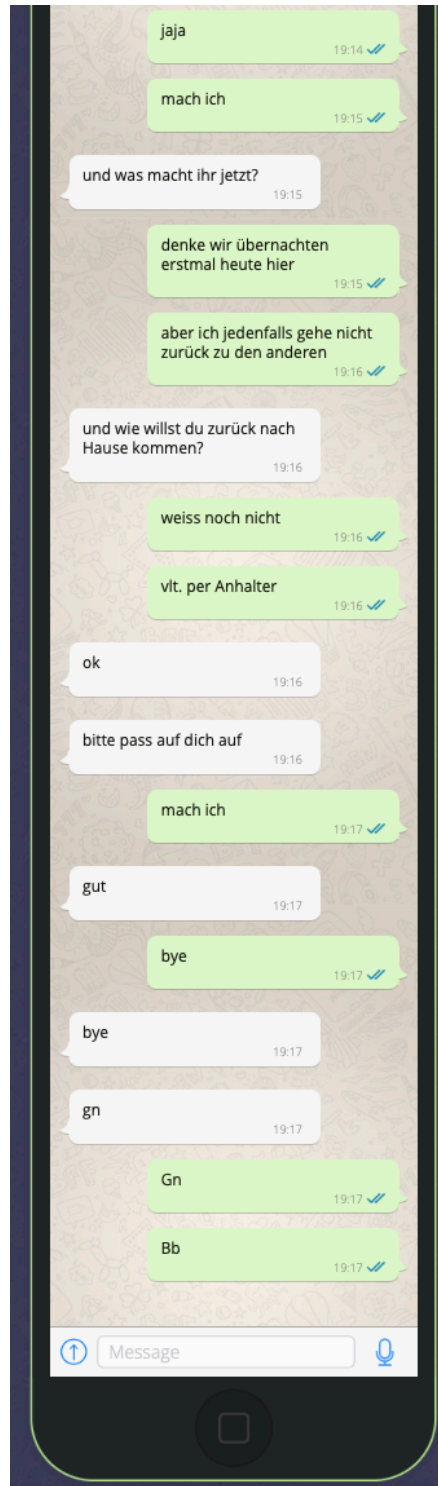 jaja
19:14
mach ich
19:15
und was macht ihr jetzt?
19:15
denke wir übernachten
erstmal heute hier
19:15
aber ich jedenfalls gehe nicht
zurück zu den anderen
19:16
und wie willst du zurück nach
Hause kommen?
19:16
weiss noch nicht
19:16
vlt. per Anhalter
19:16
ok
19:16
bitte pass auf dich auf
19:16
mach ich
19:17
gut
19:17
bye
19:17
bye
19:17
gn
19:17
Gn
19:17
Bb
19:17
Message